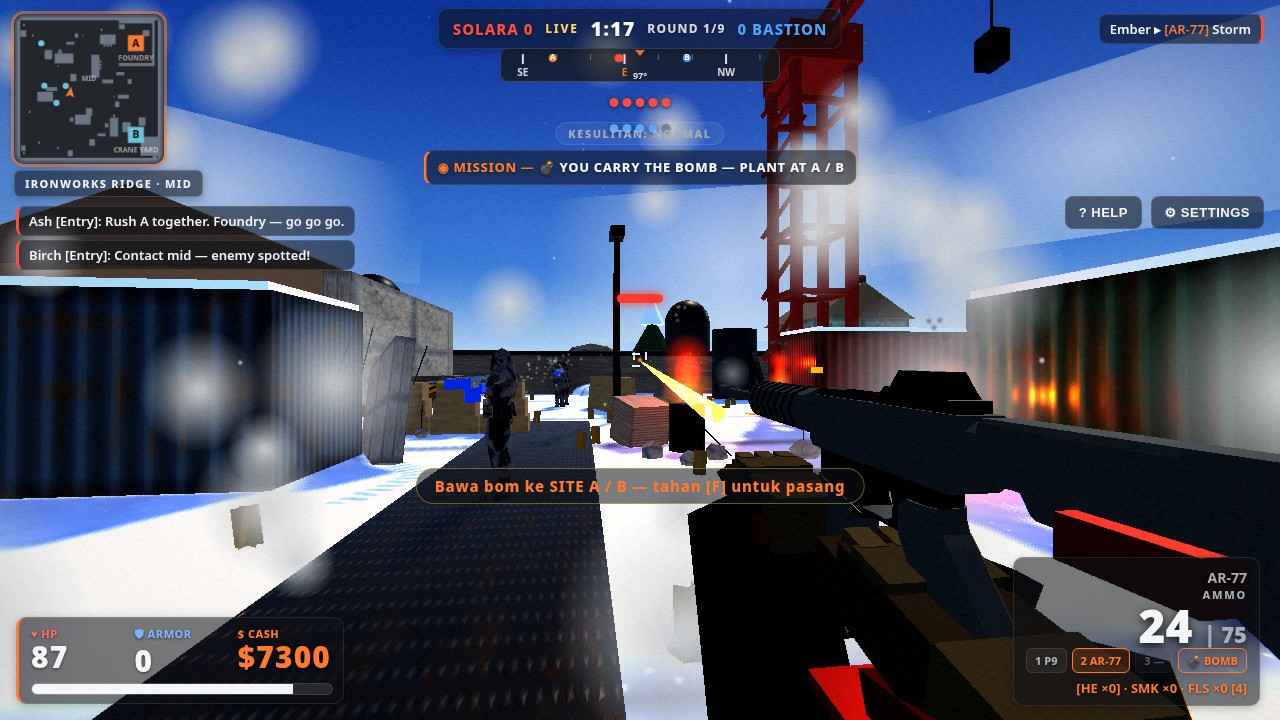 SOLARA 0 LIVE 1:17 ROUND 1/9 0 BASTION
Ember ▸ [AR-77] Storm
A
FOUNDRY
MID
B
CRANE YARD
A B
SE E 97° NW
KESULITAN: NORMAL
◉ MISSION — 💣 YOU CARRY THE BOMB — PLANT AT A / B
IRONWORKS RIDGE · MID
? HELP ⚙ SETTINGS
Ash [Entry]: Rush A together. Foundry — go go go.
Birch [Entry]: Contact mid — enemy spotted!
Bawa bom ke SITE A / B — tahan [F] untuk pasang
♥ HP ARMOR $ CASH
87 0 $7300
AR-77
AMMO
24 | 75
1 P9 2 AR-77 3 — 💣 BOMB
[HE ×0] · SMK ×0 · FLS ×0 [4]